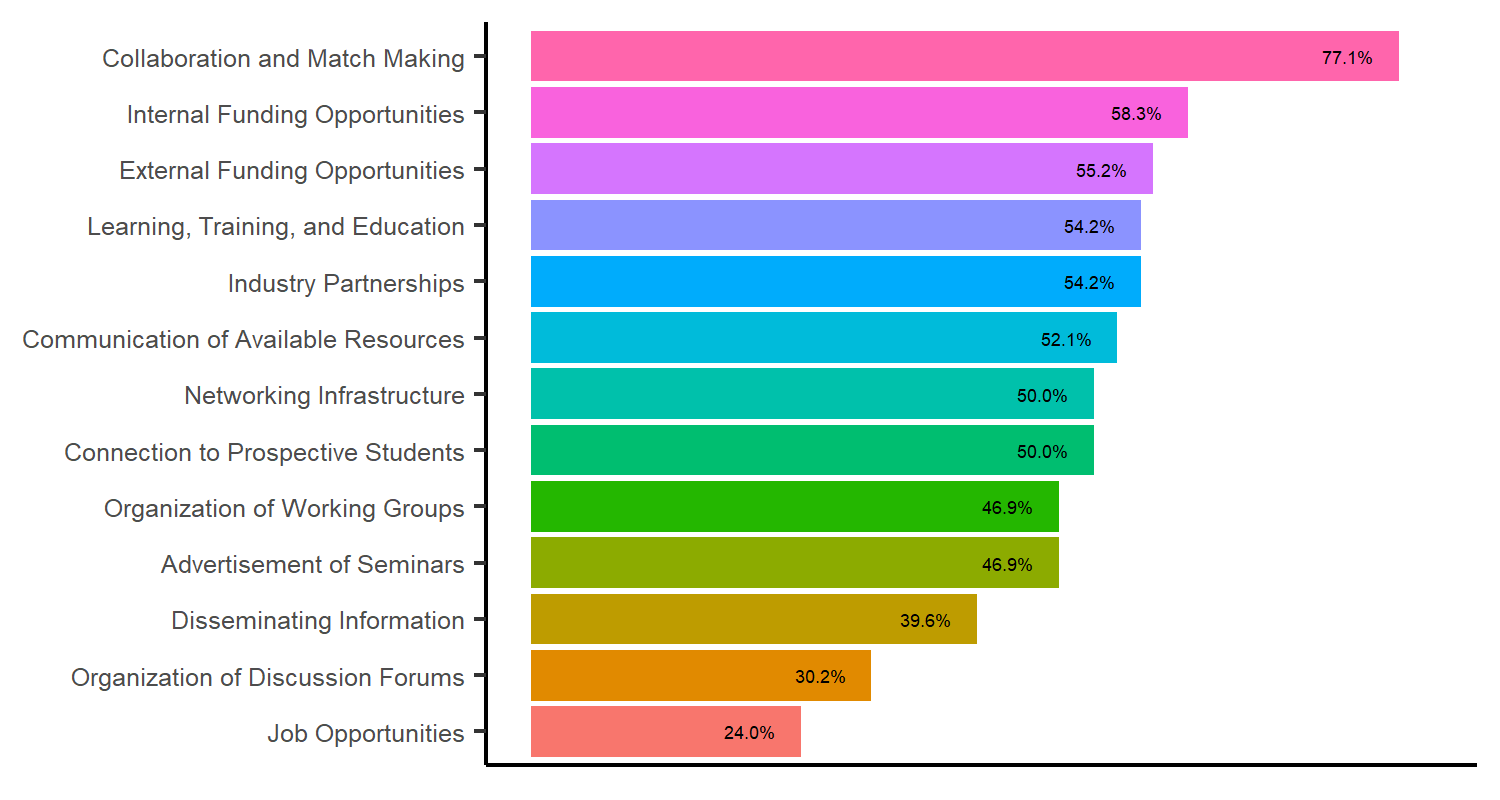 Collaboration and Match Making 77.1%
Internal Funding Opportunities 58.3%
External Funding Opportunities 55.2%
Learning, Training, and Education 54.2%
Industry Partnerships 54.2%
Communication of Available Resources 52.1%
Networking Infrastructure 50.0%
Connection to Prospective Students 50.0%
Organization of Working Groups 46.9%
Advertisement of Seminars 46.9%
Disseminating Information 39.6%
Organization of Discussion Forums 30.2%
Job Opportunities 24.0%